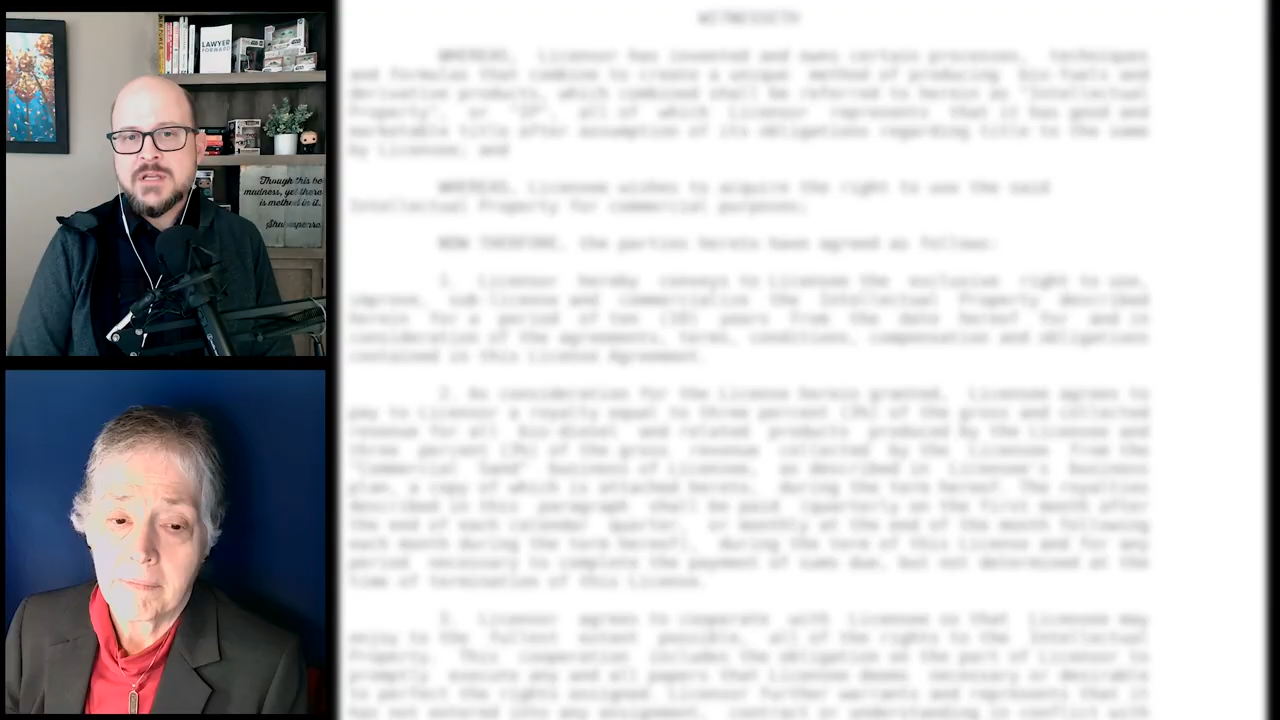 LAWYER
FORWARD
Though this be
madness, yet there
is method in it.
Shakespeare
WITNESSETH
WHEREAS, Licensor has invented and owns certain processes, techniques
and formulas that combine to create a unique method of producing bio-fuels and
derivative products, which combined shall be referred to herein as "Intellectual
Property", or "IP", all of which Licensor represents that it has good and
marketable title after assumption of its obligations regarding title to the same
by Licensee; and
WHEREAS, Licensee wishes to acquire the right to use the said
Intellectual Property for commercial purposes;
NOW THEREFORE, the parties hereto have agreed as follows:
1. Licensor hereby conveys to Licensee the exclusive right to use,
improve, sub-license and commercialize the Intellectual Property described
herein for a period of ten (10) years from the date hereof for and in
consideration of the agreements, terms, conditions, compensation and obligations
contained in this License Agreement.
2. As consideration for the License herein granted, Licensee agrees to
pay to Licensor a royalty equal to three percent (3%) of the gross and collected
revenue for all bio-diesel and related products produced by the Licensee and
three percent (3%) of the gross revenue collected by the Licensee from the
"Commercial Sand" business of Licensee, as described in Licensee's business
plan, a copy of which is attached hereto, during the term hereof. The royalties
described in this paragraph shall be paid (quarterly on the first month after
the end of each calendar quarter, or monthly at the end of the month following
each month during the term hereof), during the term of this License and for any
period necessary to complete the payment of sums due, but not determined at the
time of termination of this License.
3. Licensor agrees to cooperate with Licensee so that Licensee may
enjoy to the fullest extent possible, all of the rights to the Intellectual
Property. This cooperation includes the obligation on the part of Licensor to
promptly execute any and all papers that Licensee deems necessary or desirable
to perfect the rights assigned. Licensor further warrants and represents that it
has not entered into any assignment, contract or understanding in conflict with